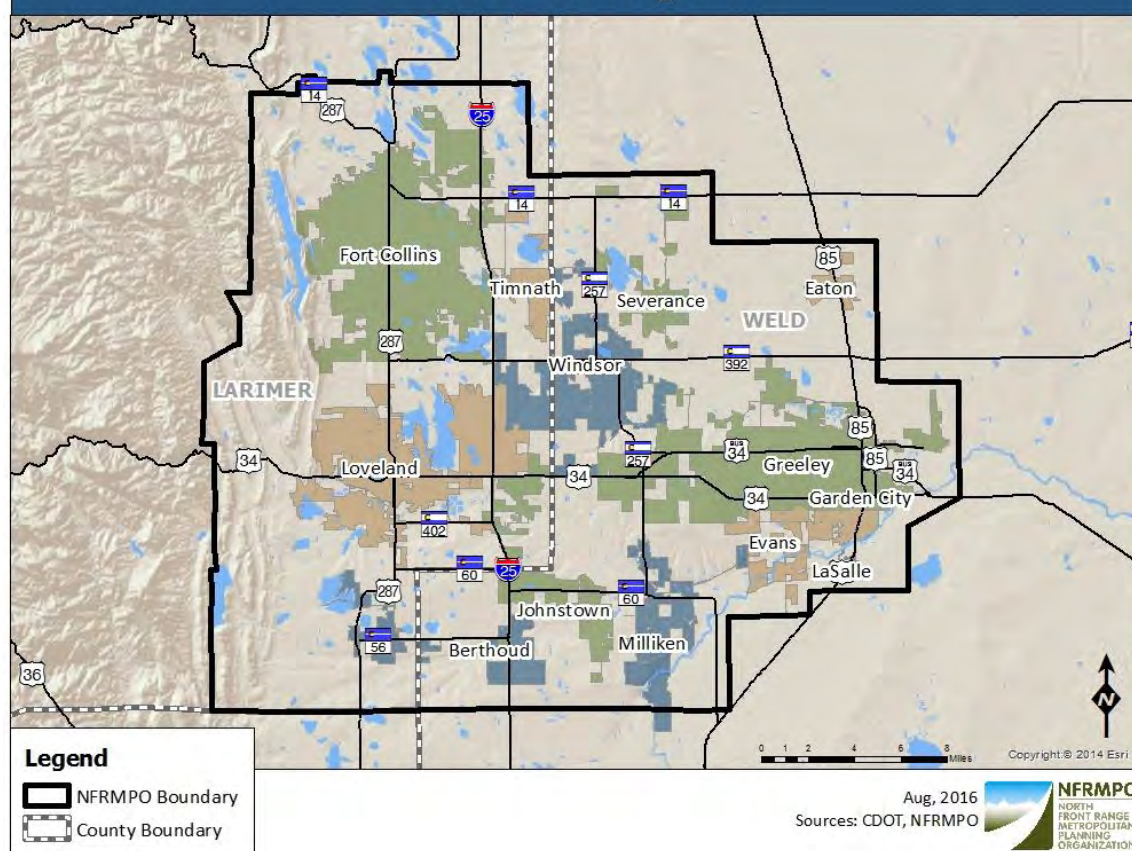 14
287
25
14
14
Fort Collins
85
Timnath
257
Severance
Eaton
WELD
287
392
Windsor
LARIMER
85
34
Loveland
257
BUS
34
85
BUS
34
34
Greeley
34
Garden City
402
Evans
60
25
LaSalle
287
60
Johnstown
56
Berthoud
Milliken
36
N
Legend
NFRMPO Boundary
County Boundary
0 1 2 4 6 8
Miles
Copyright:© 2014 Esri
Aug, 2016
Sources: CDOT, NFRMPO
NFRMPO
NORTH
FRONT RANGE
METROPOLITAN
PLANNING
ORGANIZATION